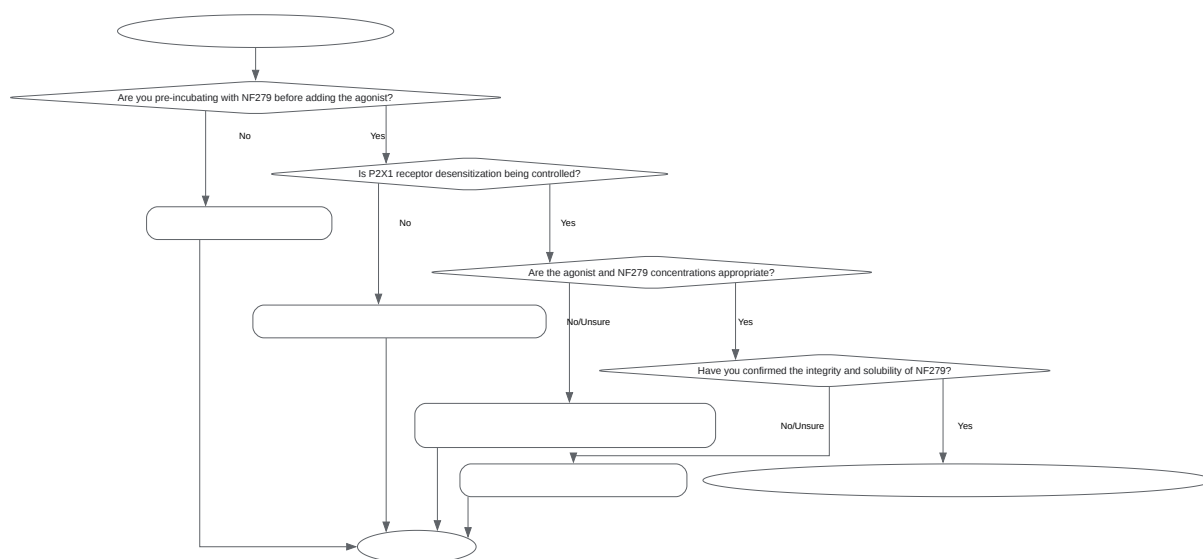 Are you pre-incubating with NF279 before adding the agonist?
No
Yes
Is P2X1 receptor desensitization being controlled?
No
Yes
Are the agonist and NF279 concentrations appropriate?
No/Unsure
Yes
Have you confirmed the integrity and solubility of NF279?
No/Unsure
Yes